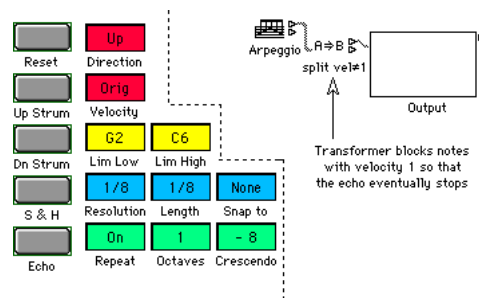 Up
Reset Direction
Orig
Up Strum Velocity
G2 C6
Dn Strum Lim Low Lim High
1/8 1/8 None
S & H Resolution Length Snap to
On 1 - 8
Echo Repeat Octaves Crescendo
Arpeggio A⇒B
split vel≠1
Output
Transformer blocks notes
with velocity 1 so that
the echo eventually stops